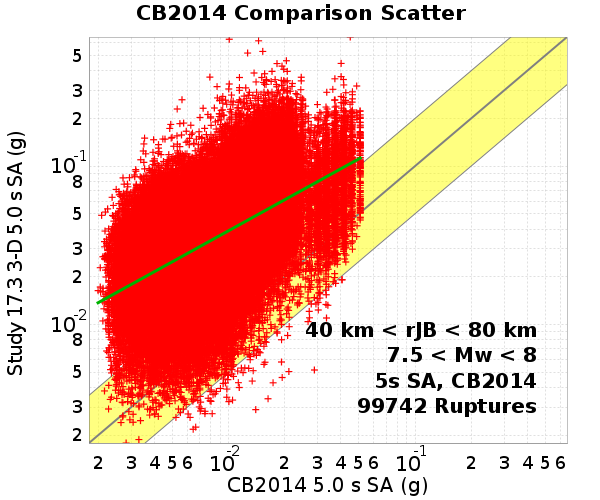 CB2014 Comparison Scatter
Study 17.3 3-D 5.0 s SA (g)
5
3
2
10-1
8
5
3
2
10-2
8
5
3
2
40 km < rJB < 80 km
7.5 < Mw < 8
5s SA, CB2014
99742 Ruptures
2 3 4 5 6 10-2 2 3 4 5 6 10-1 2 3 4 5 6
CB2014 5.0 s SA (g)